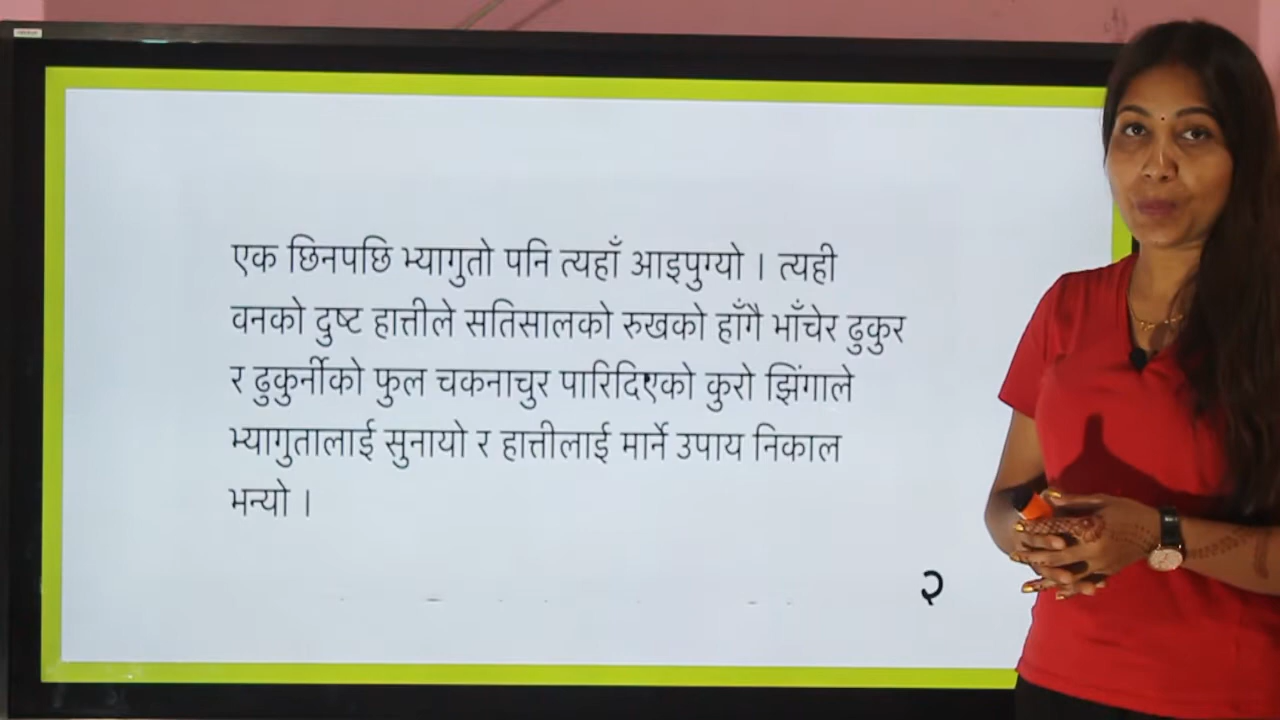 एक छिनपछि भ्यागुतो पनि त्यहाँ आइपुग्यो । त्यही
वनको दुष्ट हात्तीले सतिसालको रुखको हाँगै भाँचेर ढुकुर
र ढुकुर्नीको फुल चकनाचुर पारिदिएको कुरो झिंगाले
भ्यागुतालाई सुनायो र हात्तीलाई मार्ने उपाय निकाल
भन्यो ।
२